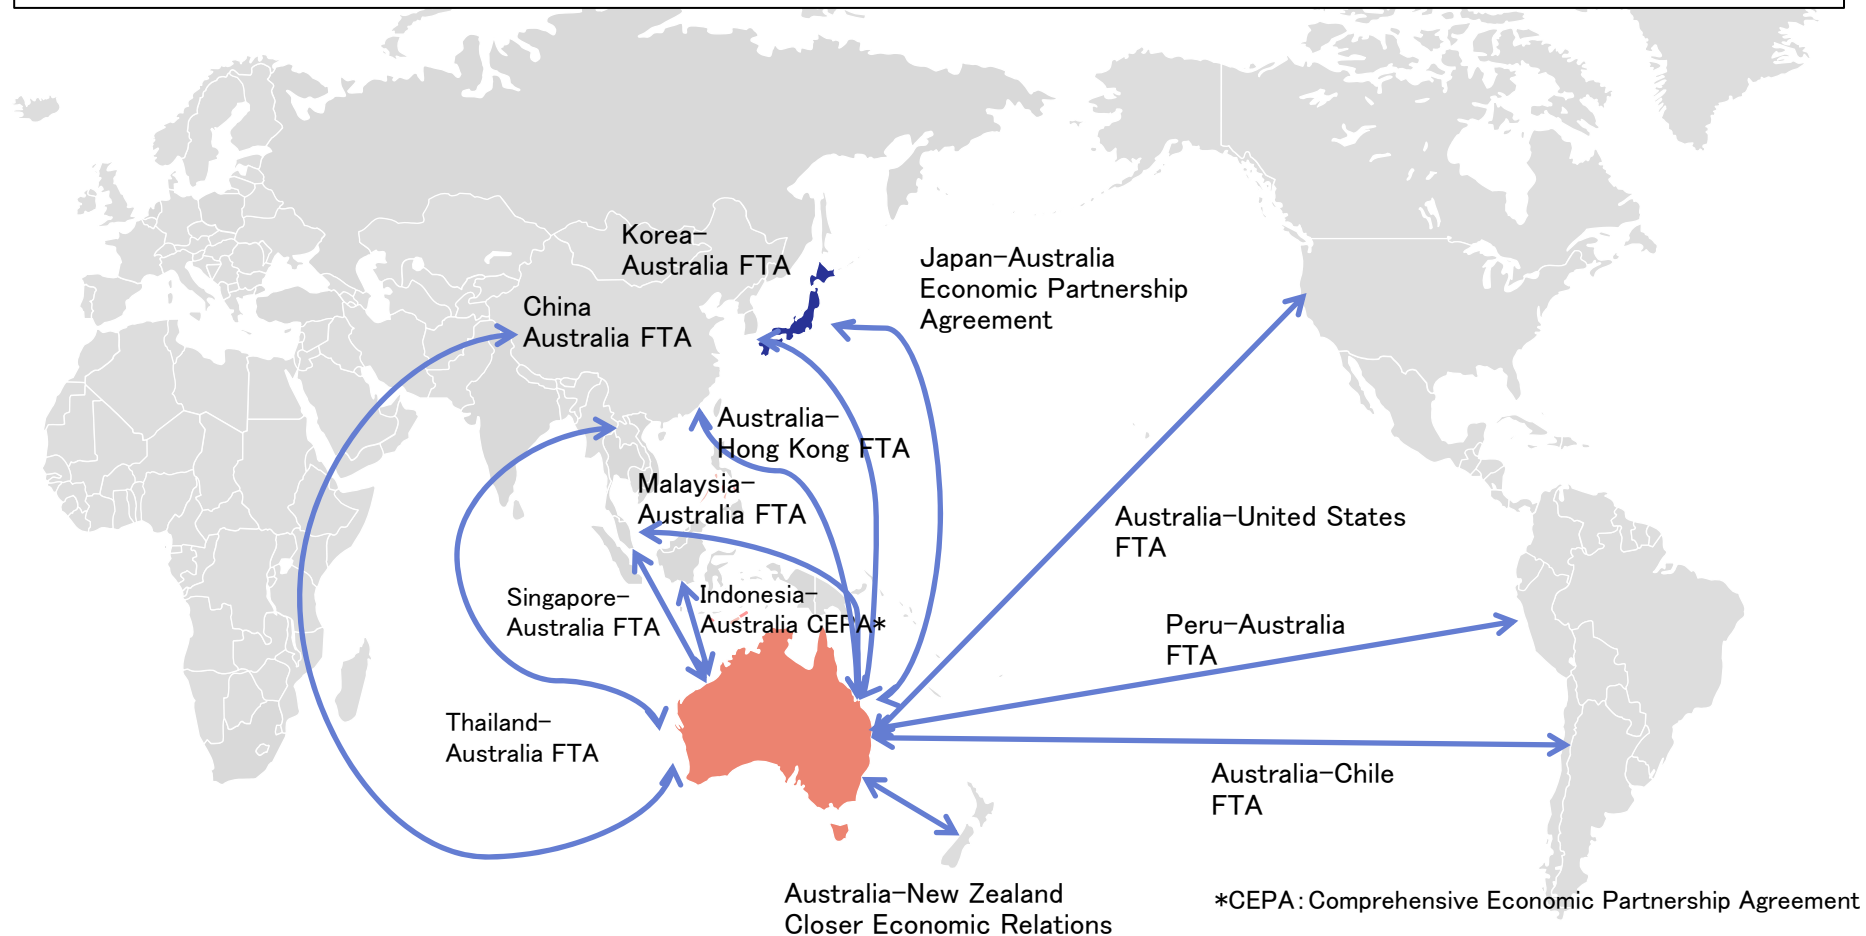 Korea-
Australia FTA
China
Australia FTA
Japan-Australia
Economic Partnership
Agreement
Australia-
Hong Kong FTA
Malaysia-
Australia FTA
Australia-United States
FTA
Singapore-
Australia FTA
Indonesia-
Australia CEPA*
Peru-Australia
FTA
Thailand-
Australia FTA
Australia-Chile
FTA
Australia-New Zealand
Closer Economic Relations
*CEPA:Comprehensive Economic Partnership Agreement